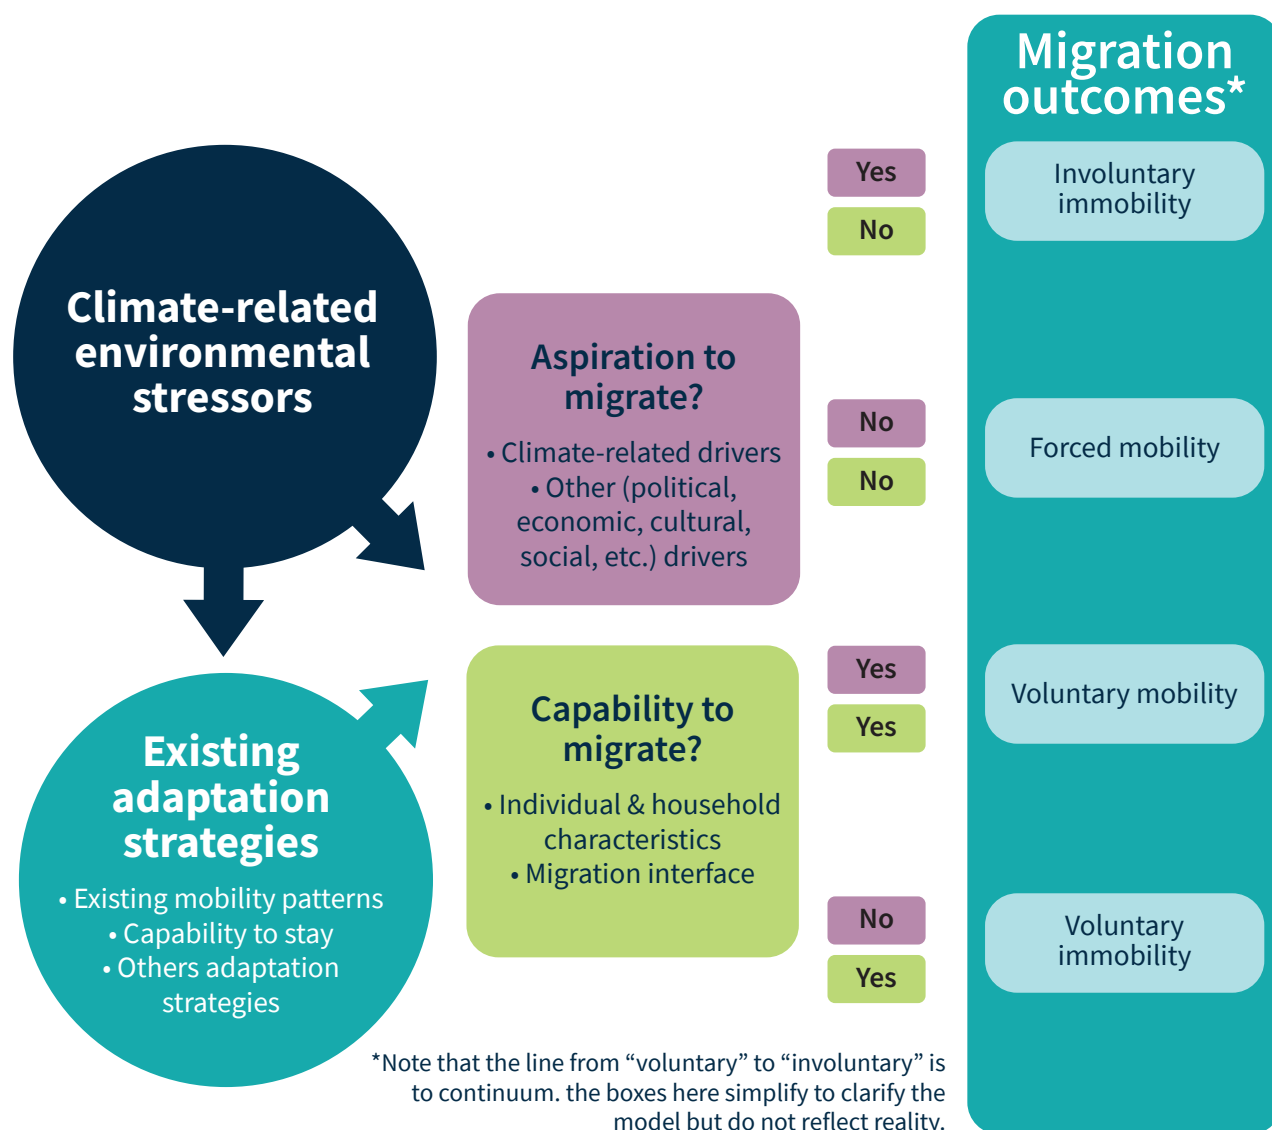 Migration
outcomes*
Climate-related
environmental
stressors
Existing
adaptation
strategies
• Existing mobility patterns
• Capability to stay
• Others adaptation
strategies
Aspiration to
migrate?
• Climate-related drivers
• Other (political,
economic, cultural,
social, etc.) drivers
Capability to
migrate?
• Individual & household
characteristics
• Migration interface
Yes
No
Involuntary
immobility
No
No
Forced mobility
Yes
Yes
Voluntary mobility
No
Yes
Voluntary
immobility
*Note that the line from “voluntary” to “involuntary” is
to continuum. the boxes here simplify to clarify the
model but do not reflect reality.